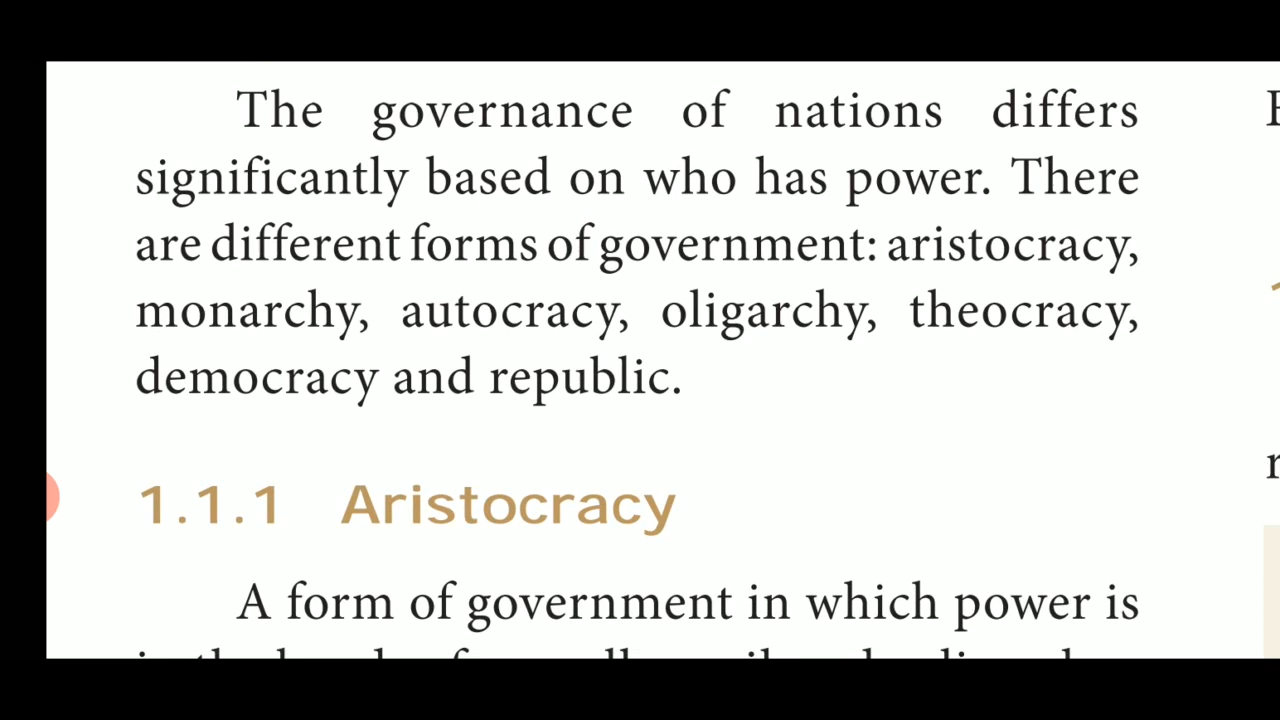 The governance of nations differs
significantly based on who has power. There
are different forms of government: aristocracy,
monarchy, autocracy, oligarchy, theocracy,
democracy and republic.
1.1.1 Aristocracy
A form of government in which power is